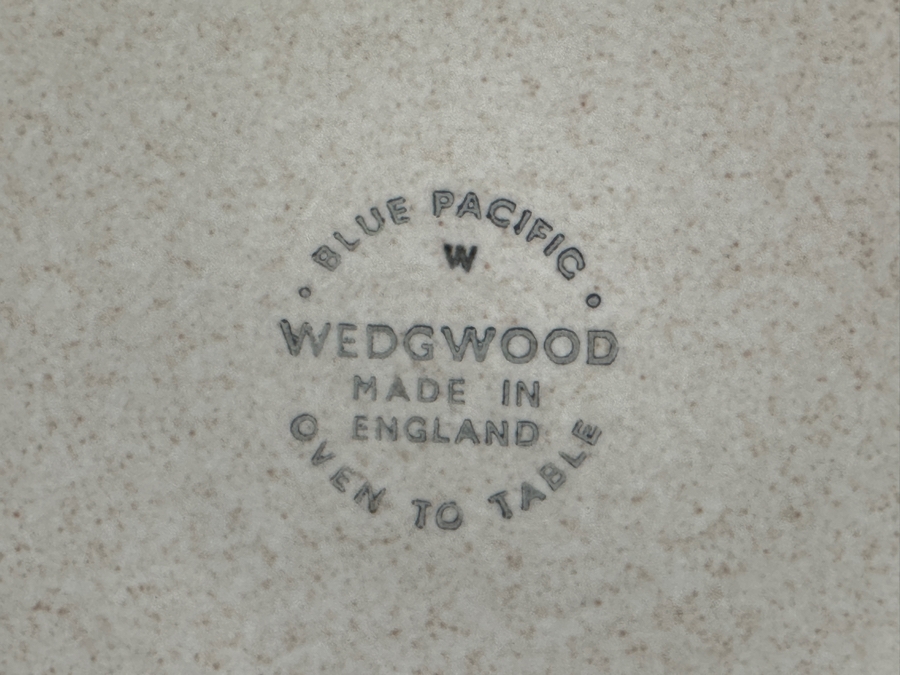 • BLUE PACIFIC •
W
WEDGWOOD
MADE IN
ENGLAND
OVEN TO TABLE